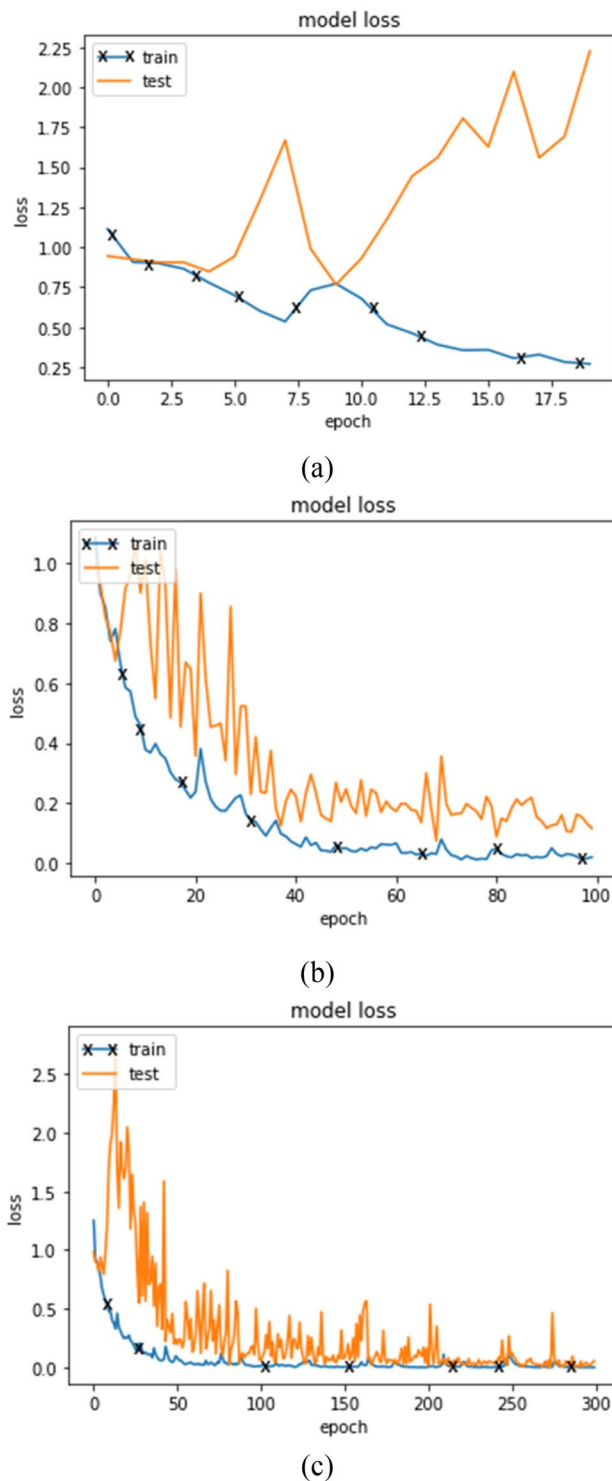 model loss
2.25
2.00
1.75
1.50
1.25
1.00
0.75
0.50
0.25
loss
X X train
test
0.0 2.5 5.0 7.5 10.0 12.5 15.0 17.5
epoch
(a)
model loss
1.0
0.8
0.6
0.4
0.2
0.0
loss
X X train
test
0 20 40 60 80 100
epoch
(b)
model loss
2.5
2.0
1.5
1.0
0.5
0.0
loss
X X train
test
0 50 100 150 200 250 300
epoch
(c)